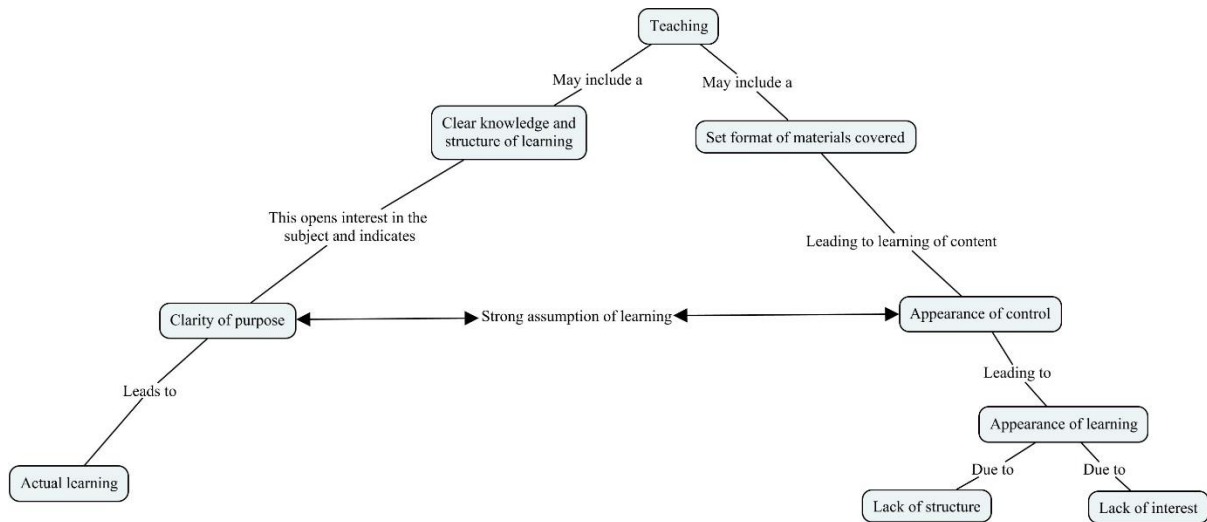 Teaching
May include a
May include a
Clear knowledge and
structure of learning
Set format of materials covered
This opens interest in the
subject and indicates
Leading to learning of content
Clarity of purpose
Strong assumption of learning
Appearance of control
Leads to
Leading to
Appearance of learning
Due to
Due to
Actual learning
Lack of structure
Lack of interest